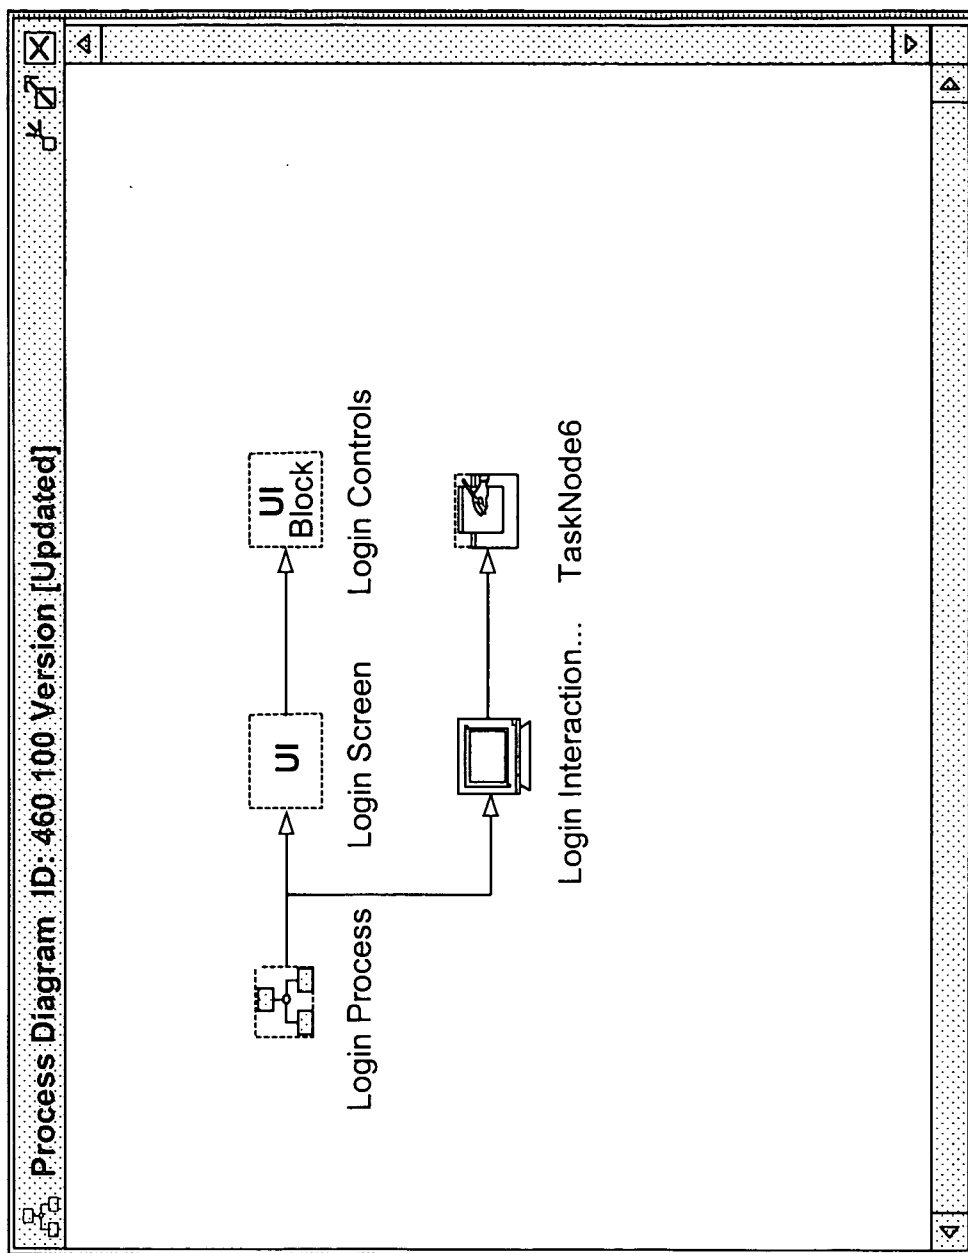 Process Diagram ID: 460 100 Version [Updated]
UI
UI
Block
Login Process
Login Screen
Login Controls
Login Interaction...
TaskNode6